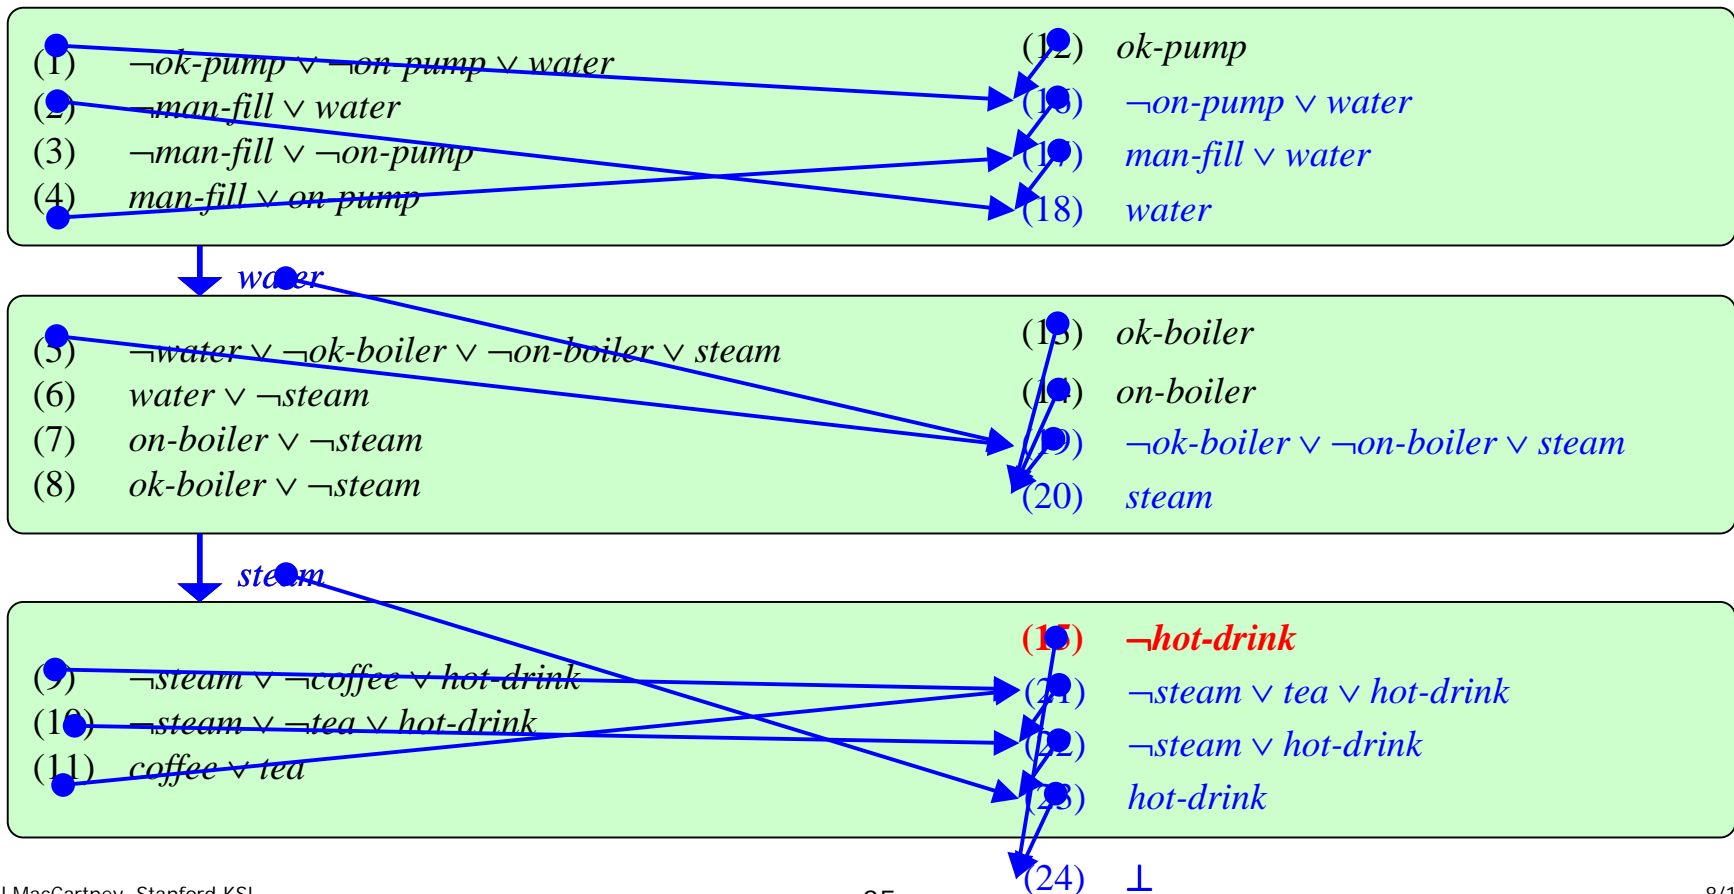 (1) ¬ok-pump ∨ ¬on-pump ∨ water
(2) ¬man-fill ∨ water
(3) ¬man-fill ∨ ¬on-pump
(4) man-fill ∨ on-pump
(12) ok-pump
(16) ¬on-pump ∨ water
(17) man-fill ∨ water
(18) water
water
(5) ¬water ∨ ¬ok-boiler ∨ ¬on-boiler ∨ steam
(6) water ∨ ¬steam
(7) on-boiler ∨ ¬steam
(8) ok-boiler ∨ ¬steam
(13) ok-boiler
(14) on-boiler
(19) ¬ok-boiler ∨ ¬on-boiler ∨ steam
(20) steam
steam
(9) ¬steam ∨ ¬coffee ∨ hot-drink
(10) ¬steam ∨ ¬tea ∨ hot-drink
(11) coffee ∨ tea
(15) ¬hot-drink
(21) ¬steam ∨ tea ∨ hot-drink
(22) ¬steam ∨ hot-drink
(23) hot-drink
(24) ⊥
MacCartney, Stanford KSL